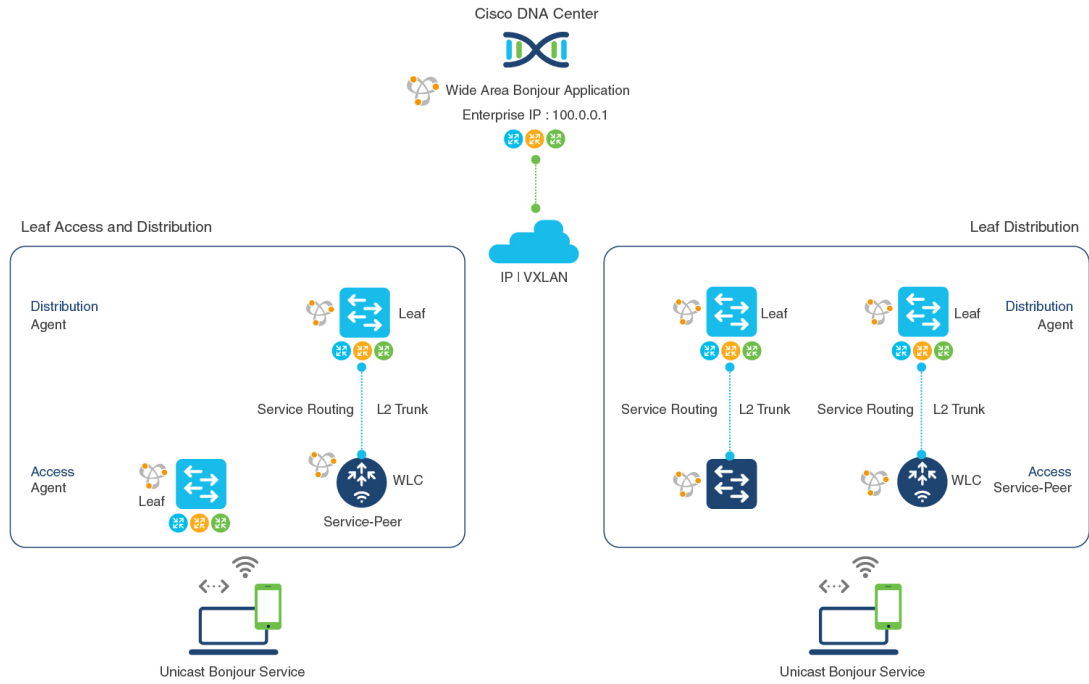 Cisco DNA Center
Wide Area Bonjour Application
Enterprise IP : 100.0.0.1
IP | VXLAN
Leaf Access and Distribution
Distribution
Agent
Leaf
Service Routing
L2 Trunk
Access
Agent
Leaf
WLC
Service-Peer
Unicast Bonjour Service
Leaf Distribution
Leaf
Leaf
Distribution
Agent
Service Routing
L2 Trunk
Service Routing
L2 Trunk
WLC
Access
Service-Peer
Unicast Bonjour Service